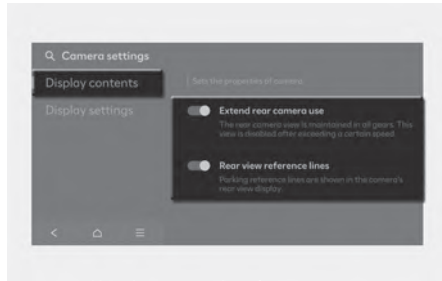 Camera settings
Display contents
Sets the properties of camera
Display settings
Extend rear camera use
The rear camera view is maintained in all gears. This
view is disabled after exceeding a certain speed.
Rear view reference lines
Parking reference lines are shown in the camera's
rear view display.